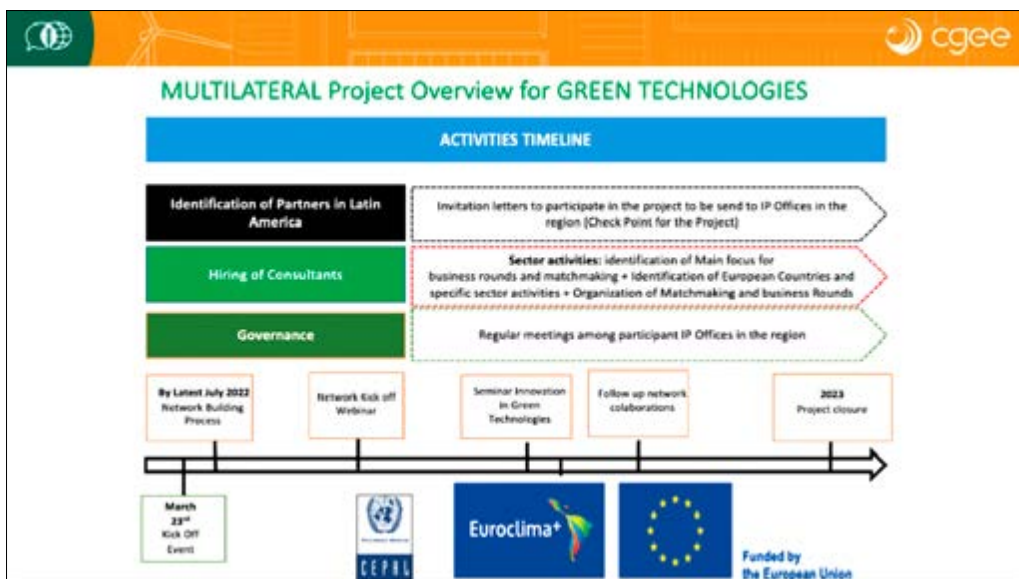 cgee
MULTILATERAL Project Overview for GREEN TECHNOLOGIES
ACTIVITIES TIMELINE
Identification of Partners in Latin
America
Invitation letters to participate in the project to be send to IP Offices in the
region (Check Point for the Project)
Hiring of Consultants
Sector activities: identification of Main focus for
business rounds and matchmaking + Identification of European Countries and
specific sector activities + Organization of Matchmaking and business Rounds
Governance
Regular meetings among participant IP Offices in the region
By Latest July 2022
Network Building
Process
Network Kick off
Webinar
Seminar Innovation
in Green
Technologies
Follow up network
colaborations
2023
Project closure
March
23rd
Kick Off
Event
CEPAL
Euroclima+
Funded by
the European Union